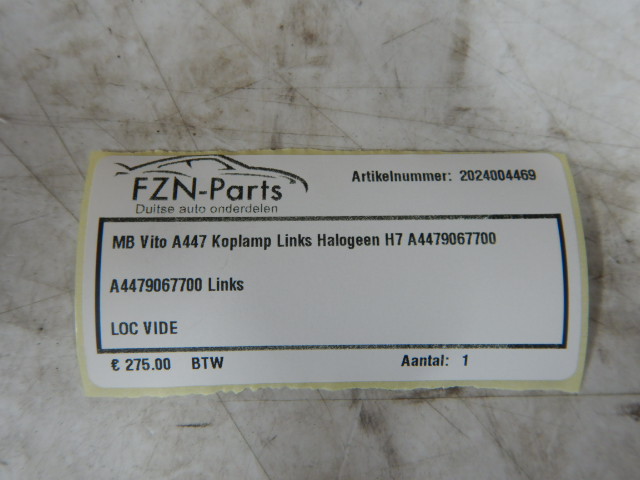 FZN-Parts
Duitse auto onderdelen
Artikelnummer: 2024004469
MB Vito A447 Koplamp Links Halogeen H7 A4479067700
A4479067700 Links
LOC VIDE
€ 275.00 BTW
Aantal: 1